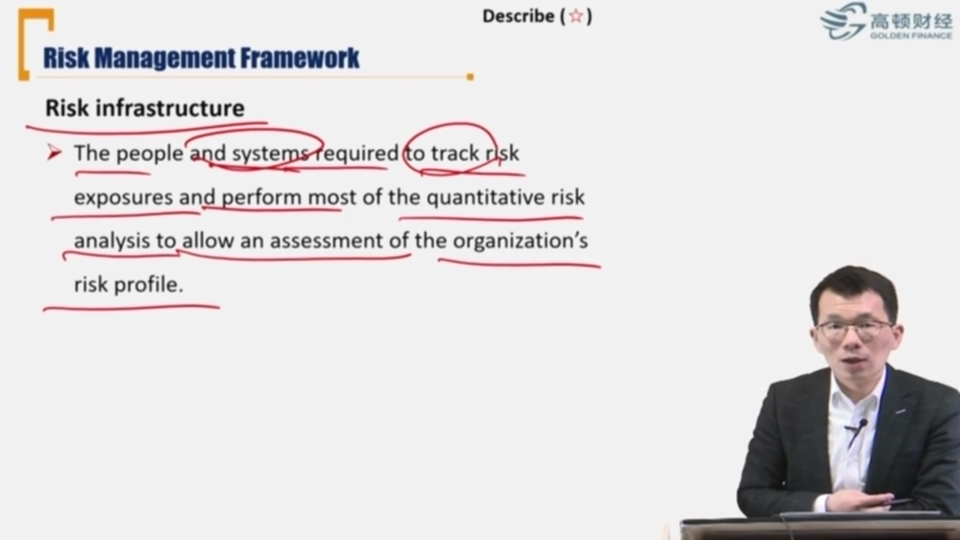 Describe (☆)
高顿财经
GOLDEN FINANCE
Risk Management Framework
Risk infrastructure
➢ The people and systems required to track risk
exposures and perform most of the quantitative risk
analysis to allow an assessment of the organization's
risk profile.